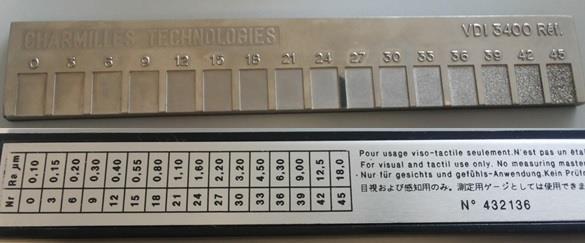 CHARMILLES TECHNOLOGIES VDI 3400 Réf.
0 3 6 9 12 15 18 21 24 27 30 33 36 39 42 45
Nr Ra µm
0 0,10
3 0,15
6 0,20
9 0,30
12 0,40
15 0,55
18 0,80
21 1,10
24 1,60
27 2,20
30 3,20
33 4,50
36 6,30
39 9,00
42 12,5
45 18,0
Pour usage viso-tactile seulement. N'est pas un éta
For visual and tactil use only. No measuring maste
Nur für gesichts und gefühls-Anwendung. Kein Prüf
目視および感知用のみ。測定用ゲージとしては使用できま
N° 432136